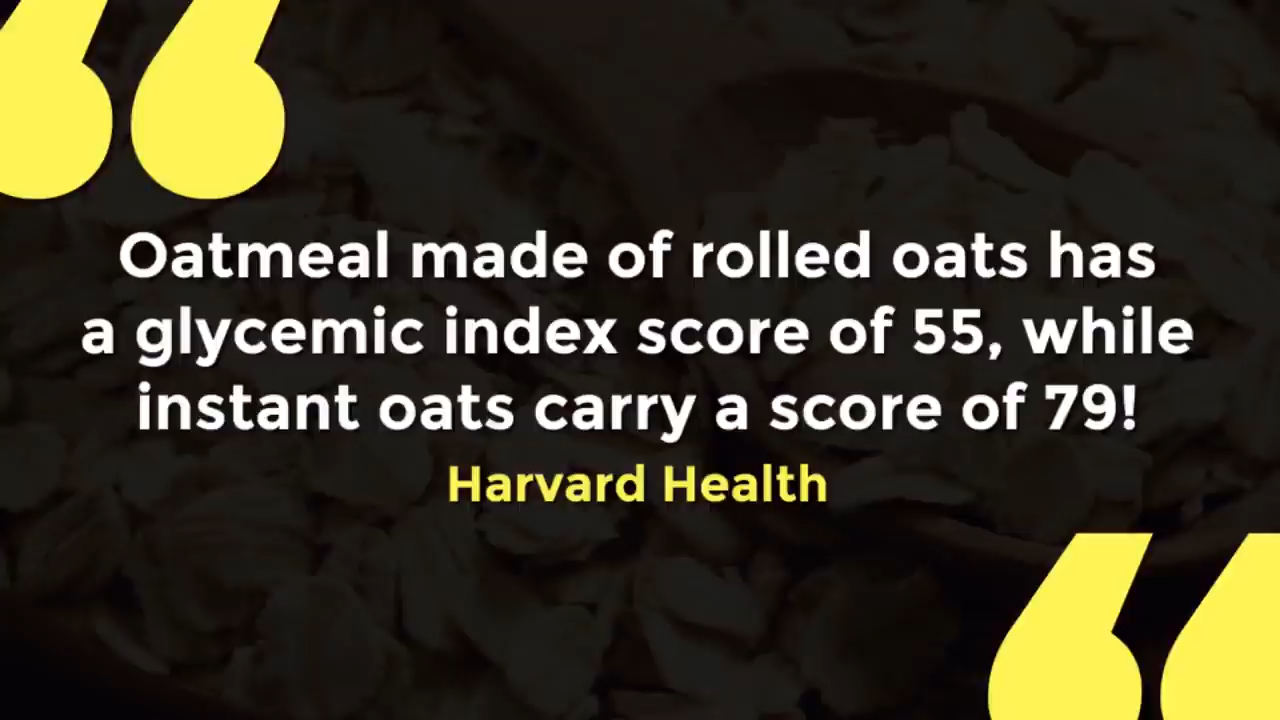 Oatmeal made of rolled oats has
a glycemic index score of 55, while
instant oats carry a score of 79!
Harvard Health